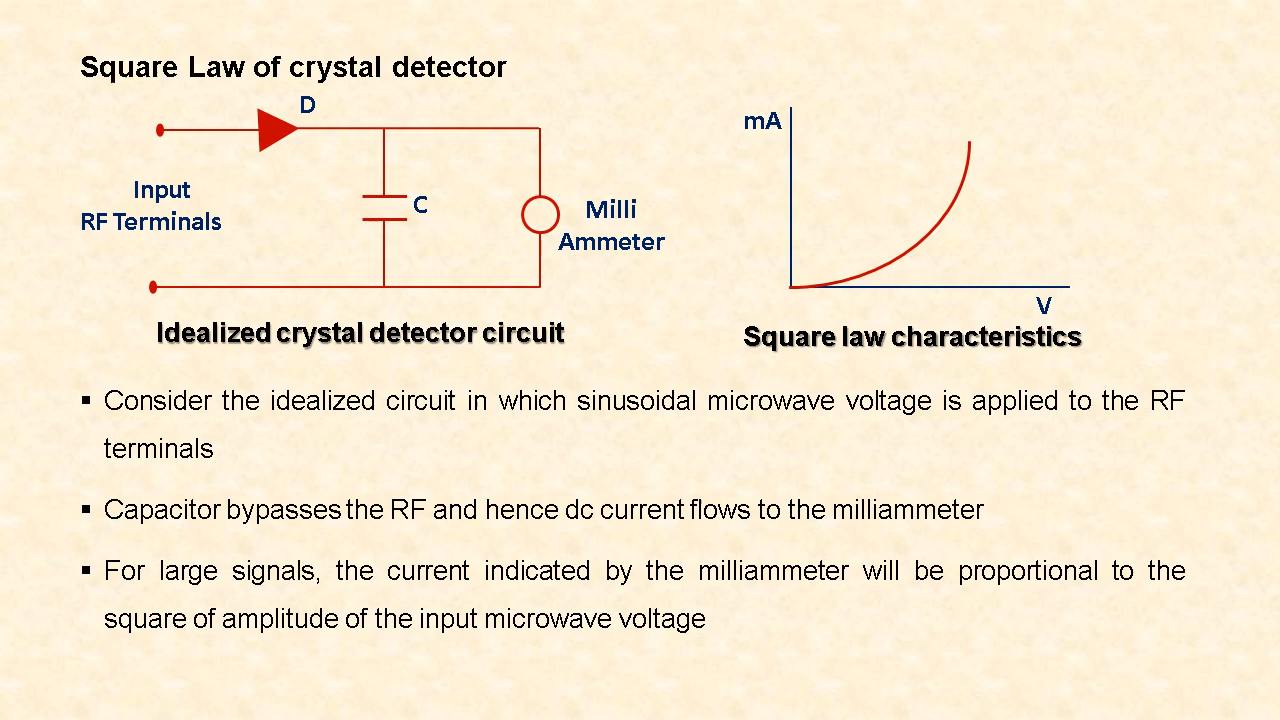 Square Law of crystal detector
D
mA
Input
RF Terminals
C
Milli
Ammeter
V
Idealized crystal detector circuit
Square law characteristics
▪ Consider the idealized circuit in which sinusoidal microwave voltage is applied to the RF
terminals
▪ Capacitor bypasses the RF and hence dc current flows to the milliammeter
▪ For large signals, the current indicated by the milliammeter will be proportional to the
square of amplitude of the input microwave voltage